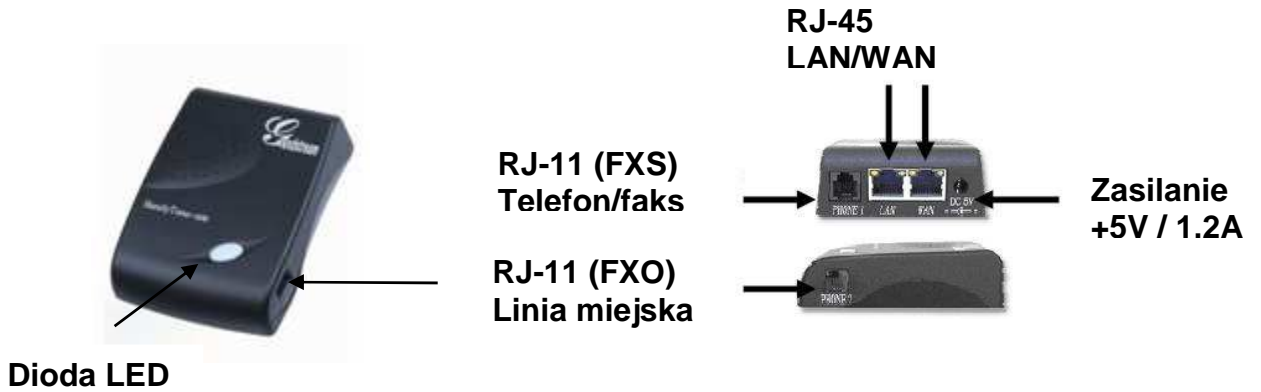 RJ-45
LAN/WAN
RJ-11 (FXS)
Telefon/faks
Zasilanie
+5V / 1.2A
PHONE 1 LAN WAN DC 5V
RJ-11 (FXO)
Linia miejska
PHONE 2
Dioda LED